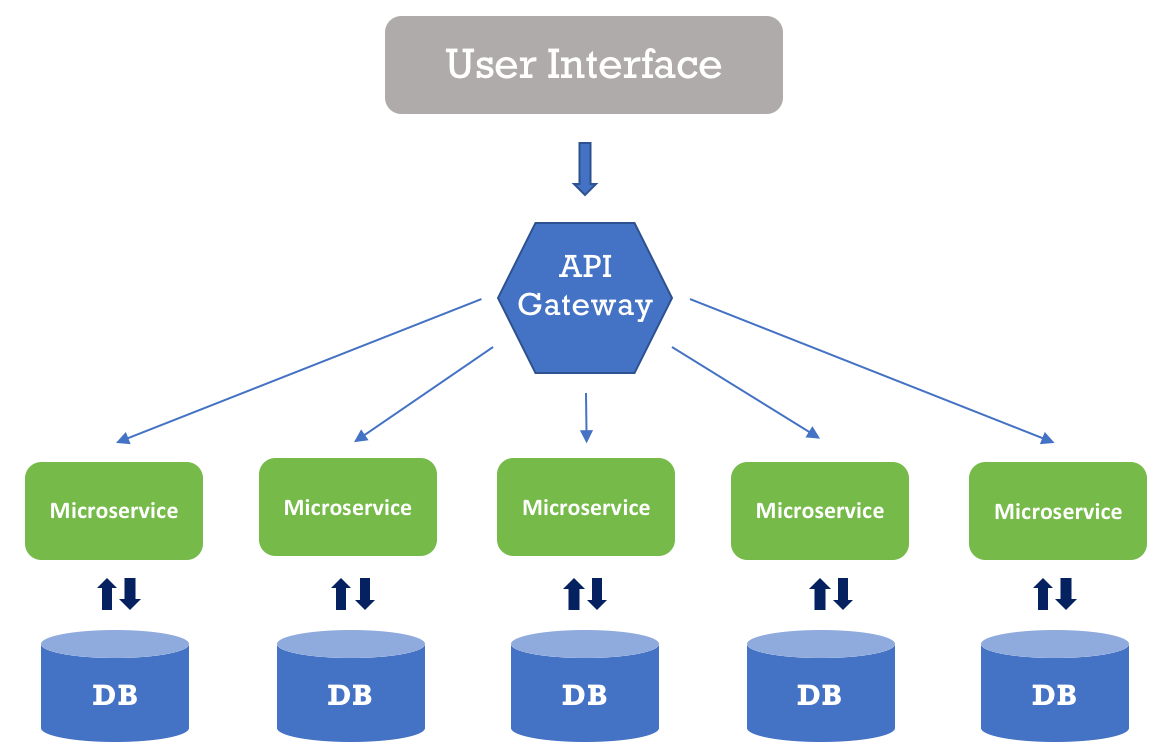 User Interface
API
Gateway
Microservice
Microservice
Microservice
Microservice
Microservice
DB
DB
DB
DB
DB